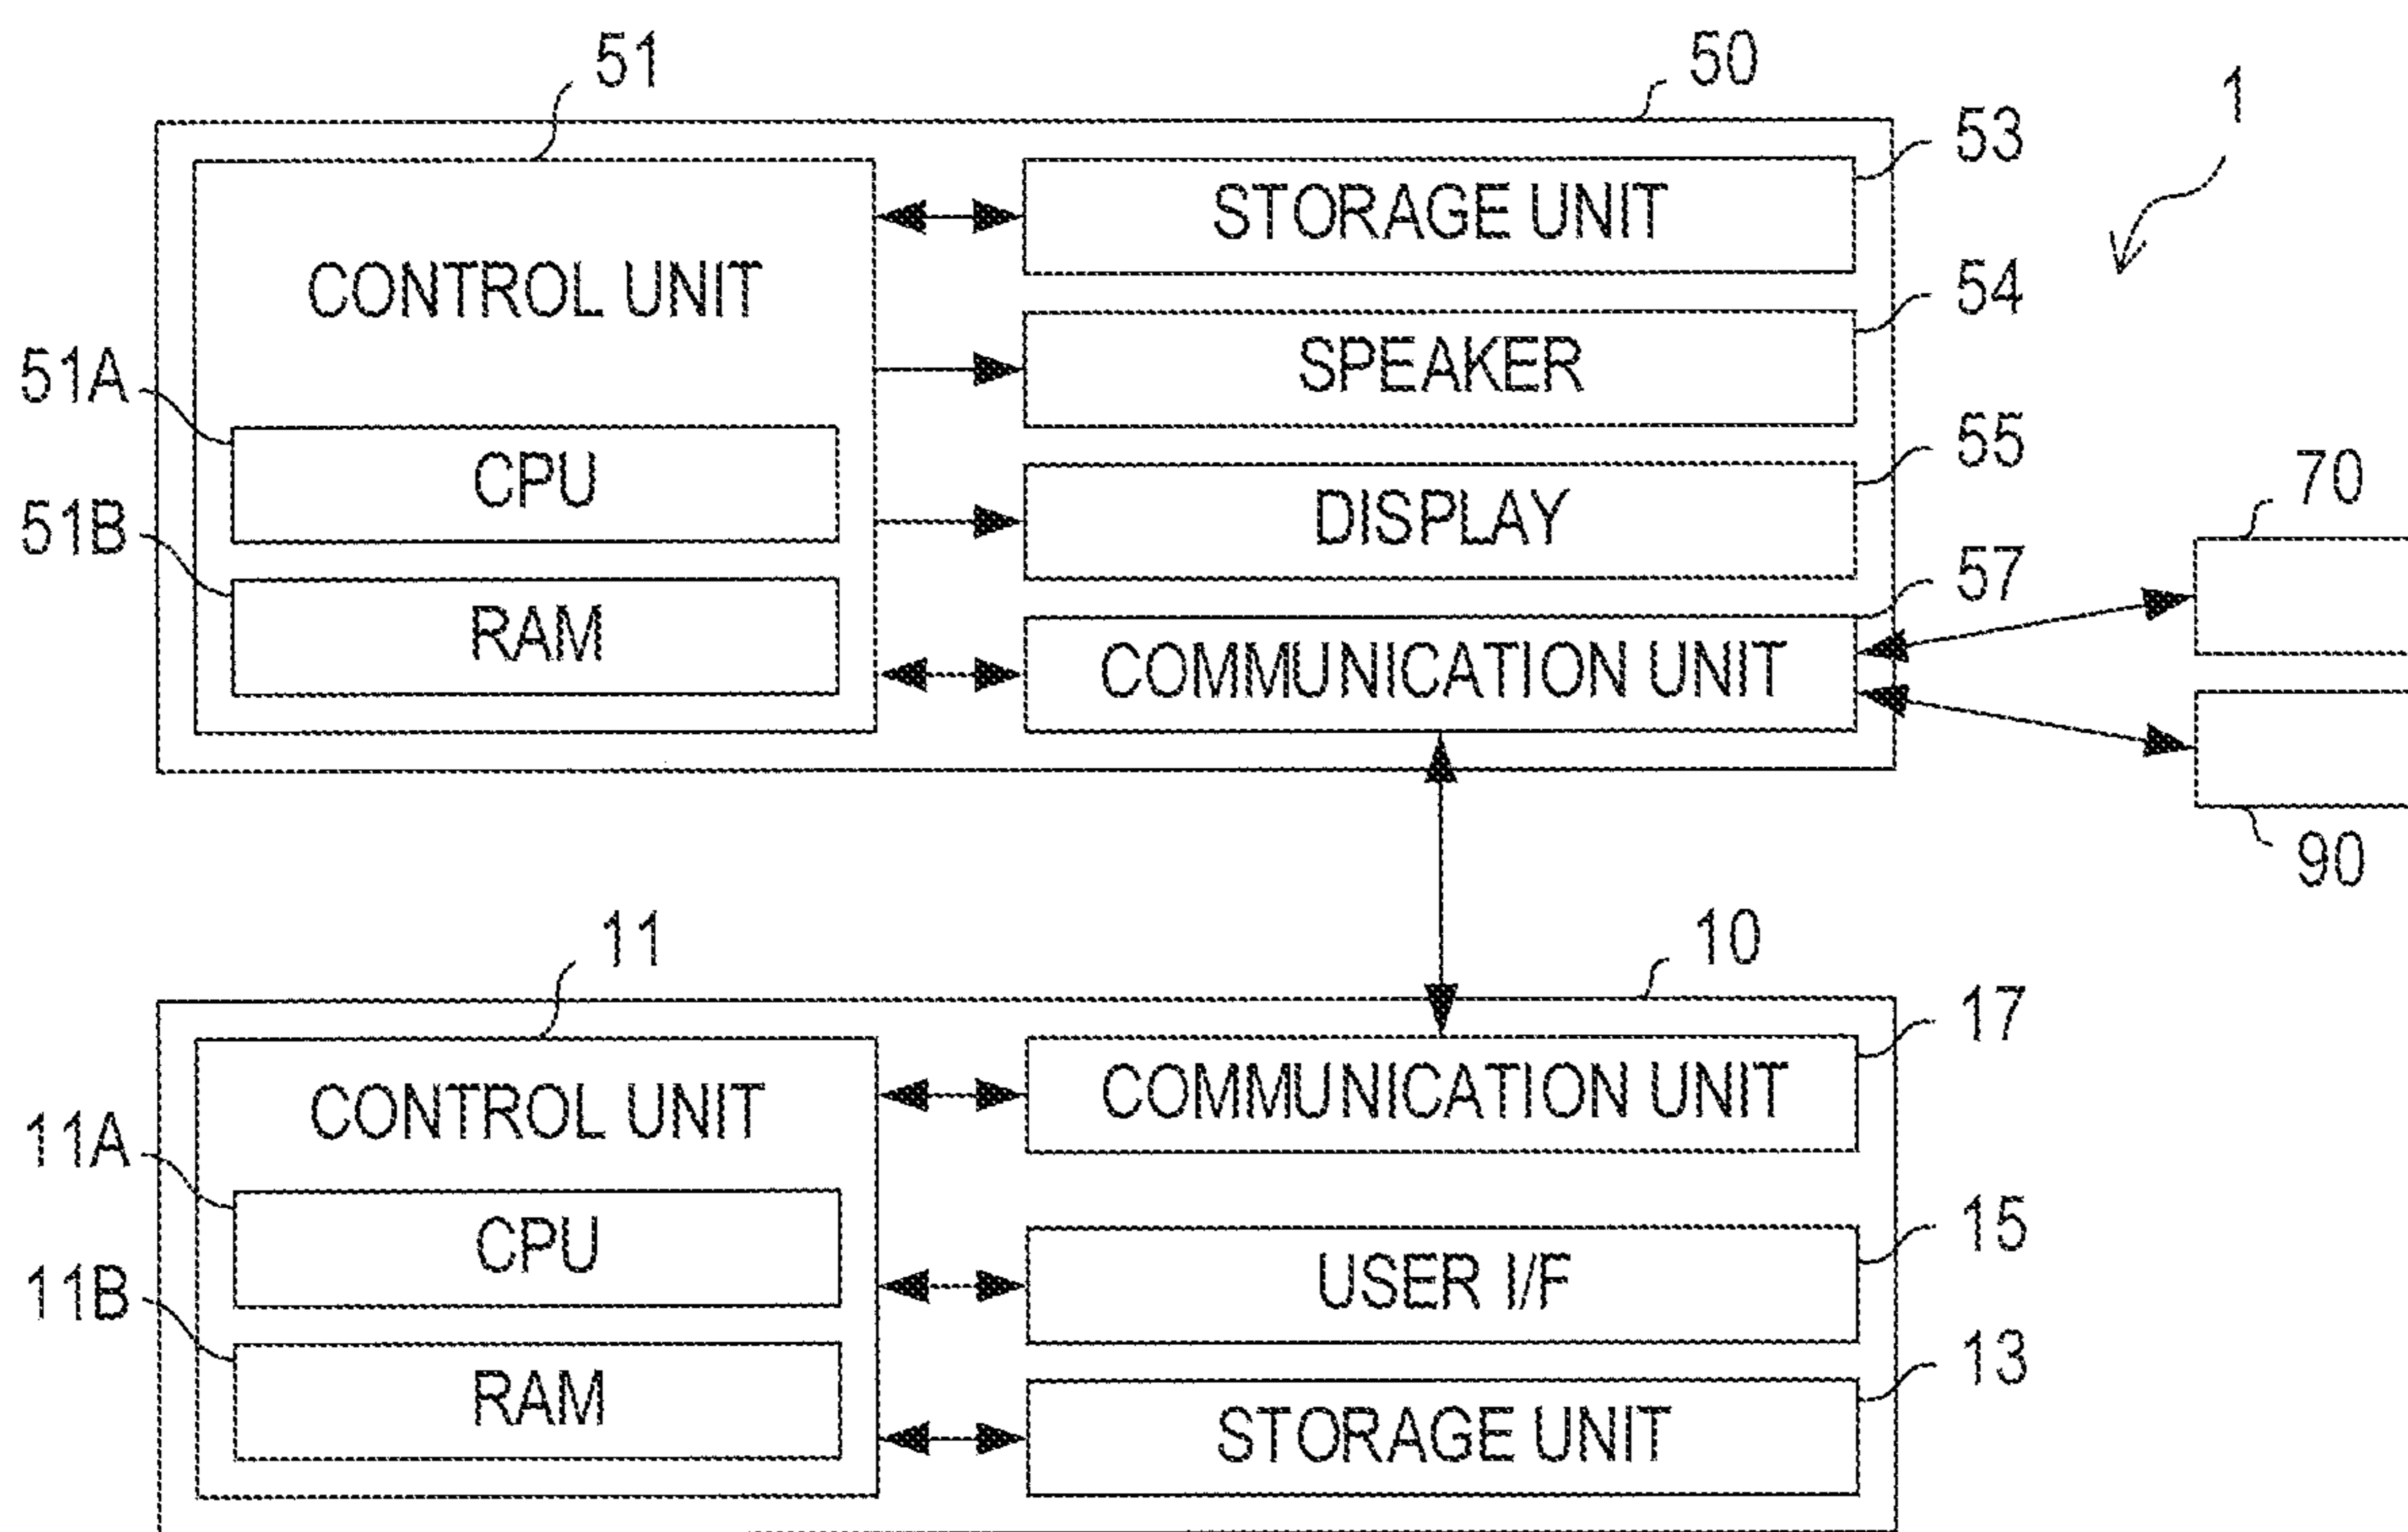 51
50
1
53
STORAGE UNIT
CONTROL UNIT
54
SPEAKER
51A
CPU
55
DISPLAY
51B
RAM
57
COMMUNICATION UNIT
70
90
11
10
17
CONTROL UNIT
COMMUNICATION UNIT
11A
CPU
15
USER I/F
11B
RAM
13
STORAGE UNIT